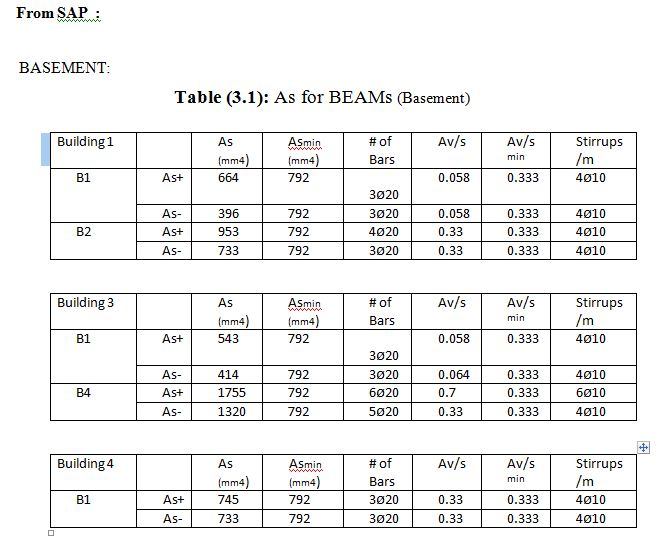 From SAP :
BASEMENT:
Table (3.1): As for BEAMs (Basement)
Building 1 As Asmin # of Av/s Av/s Stirrups
(mm4) (mm4) Bars min /m
B1 As+ 664 792 3ø20 0.058 0.333 4ø10
As- 396 792 3ø20 0.058 0.333 4ø10
B2 As+ 953 792 4ø20 0.33 0.333 4ø10
As- 733 792 3ø20 0.33 0.333 4ø10
Building 3 As Asmin # of Av/s Av/s Stirrups
(mm4) (mm4) Bars min /m
B1 As+ 543 792 3ø20 0.058 0.333 4ø10
As- 414 792 3ø20 0.064 0.333 4ø10
B4 As+ 1755 792 6ø20 0.7 0.333 6ø10
As- 1320 792 5ø20 0.33 0.333 4ø10
Building 4 As Asmin # of Av/s Av/s Stirrups
(mm4) (mm4) Bars min /m
B1 As+ 745 792 3ø20 0.33 0.333 4ø10
As- 733 792 3ø20 0.33 0.333 4ø10